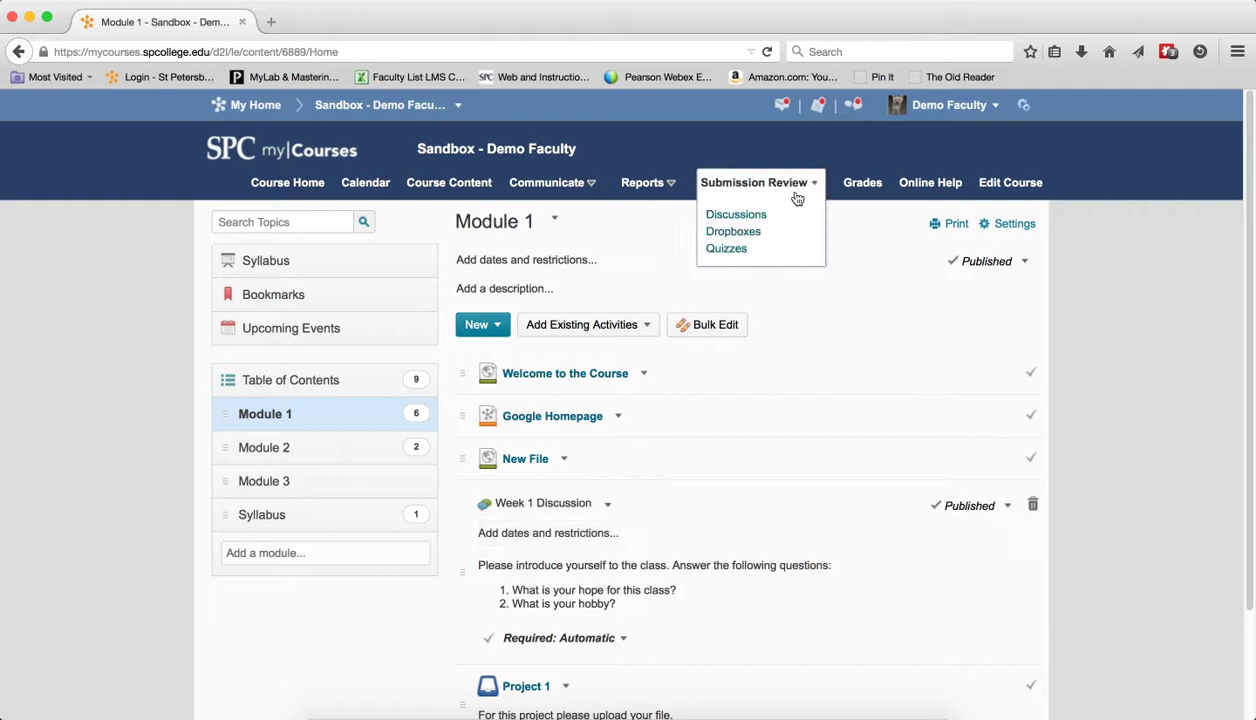 Module 1 - Sandbox - Dem...
https://mycourses.spcollege.edu/d2l/le/content/6889/Home
Search
Most Visited
Login - St Petersb...
MyLab & Mastering...
Faculty List LMS C...
SPC Web and Instructio...
Pearson Webex E...
Amazon.com: You...
Pin It
The Old Reader
My Home
Sandbox - Demo Facu...
Demo Faculty
SPC my|Courses
Sandbox - Demo Faculty
Course Home
Calendar
Course Content
Communicate
Reports
Submission Review
Grades
Online Help
Edit Course
Discussions
Dropboxes
Quizzes
Search Topics
Syllabus
Bookmarks
Upcoming Events
Table of Contents 9
Module 1 6
Module 2 2
Module 3
Syllabus 1
Add a module...
Module 1
Print
Settings
Add dates and restrictions...
Published
Add a description...
New
Add Existing Activities
Bulk Edit
Welcome to the Course
Google Homepage
New File
Week 1 Discussion
Published
Add dates and restrictions...
Please introduce yourself to the class. Answer the following questions:
1. What is your hope for this class?
2. What is your hobby?
Required: Automatic
Project 1
For this project please upload your file.